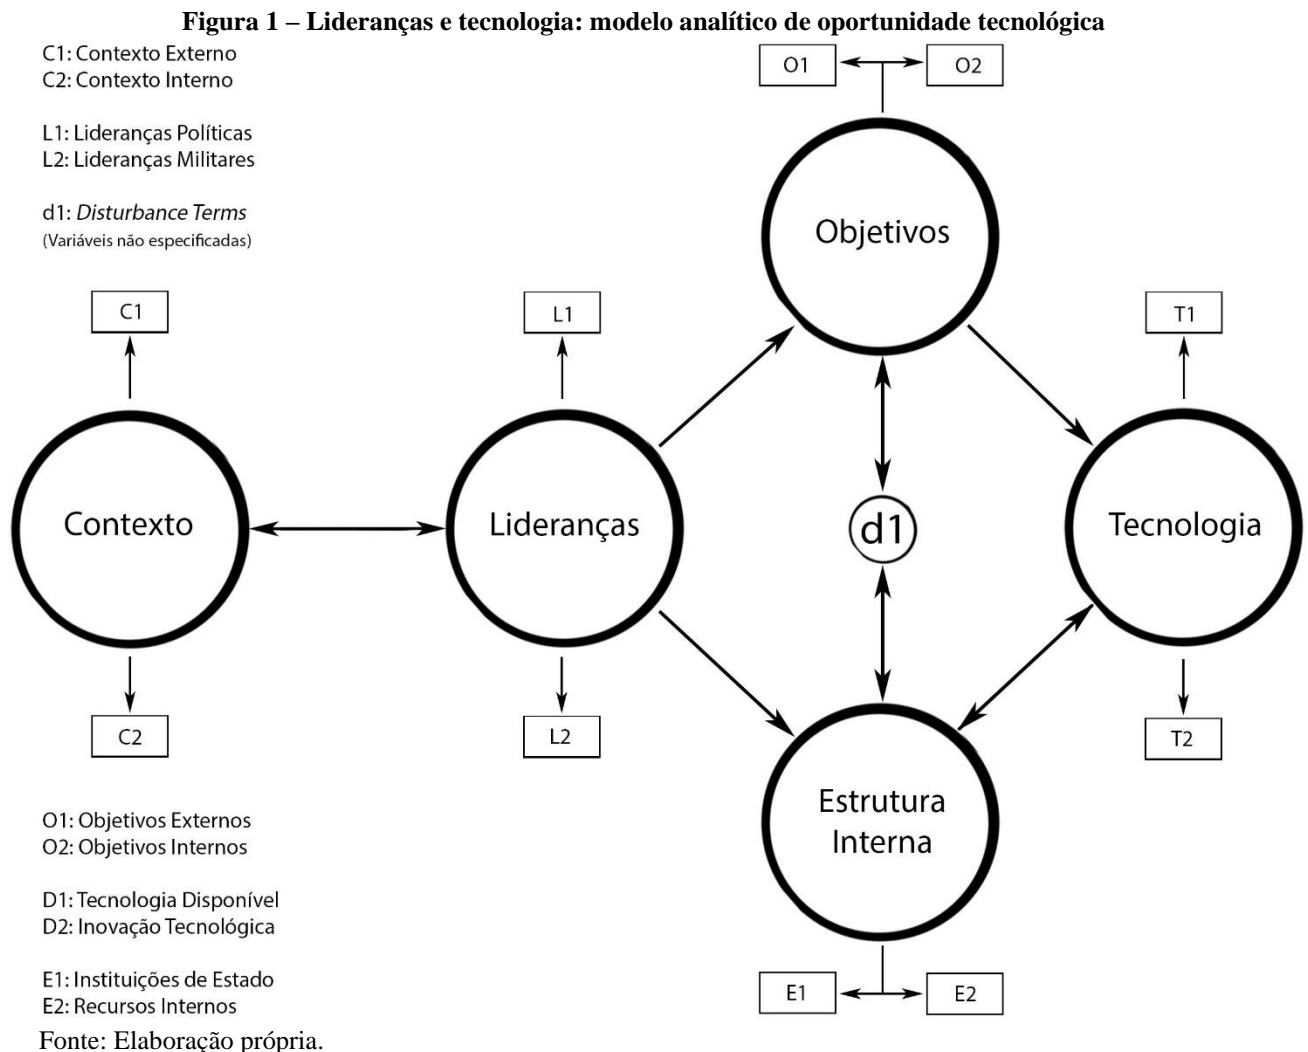 Figura 1 – Lideranças e tecnologia: modelo analítico de oportunidade tecnológica
C1: Contexto Externo
C2: Contexto Interno
L1: Lideranças Políticas
L2: Lideranças Militares
d1: Disturbance Terms
(Variáveis não especificadas)
O1
O2
Objetivos
C1
L1
T1
Contexto
Lideranças
d1
Tecnologia
C2
L2
T2
Estrutura
Interna
E1
E2
O1: Objetivos Externos
O2: Objetivos Internos
D1: Tecnologia Disponível
D2: Inovação Tecnológica
E1: Instituições de Estado
E2: Recursos Internos
Fonte: Elaboração própria.